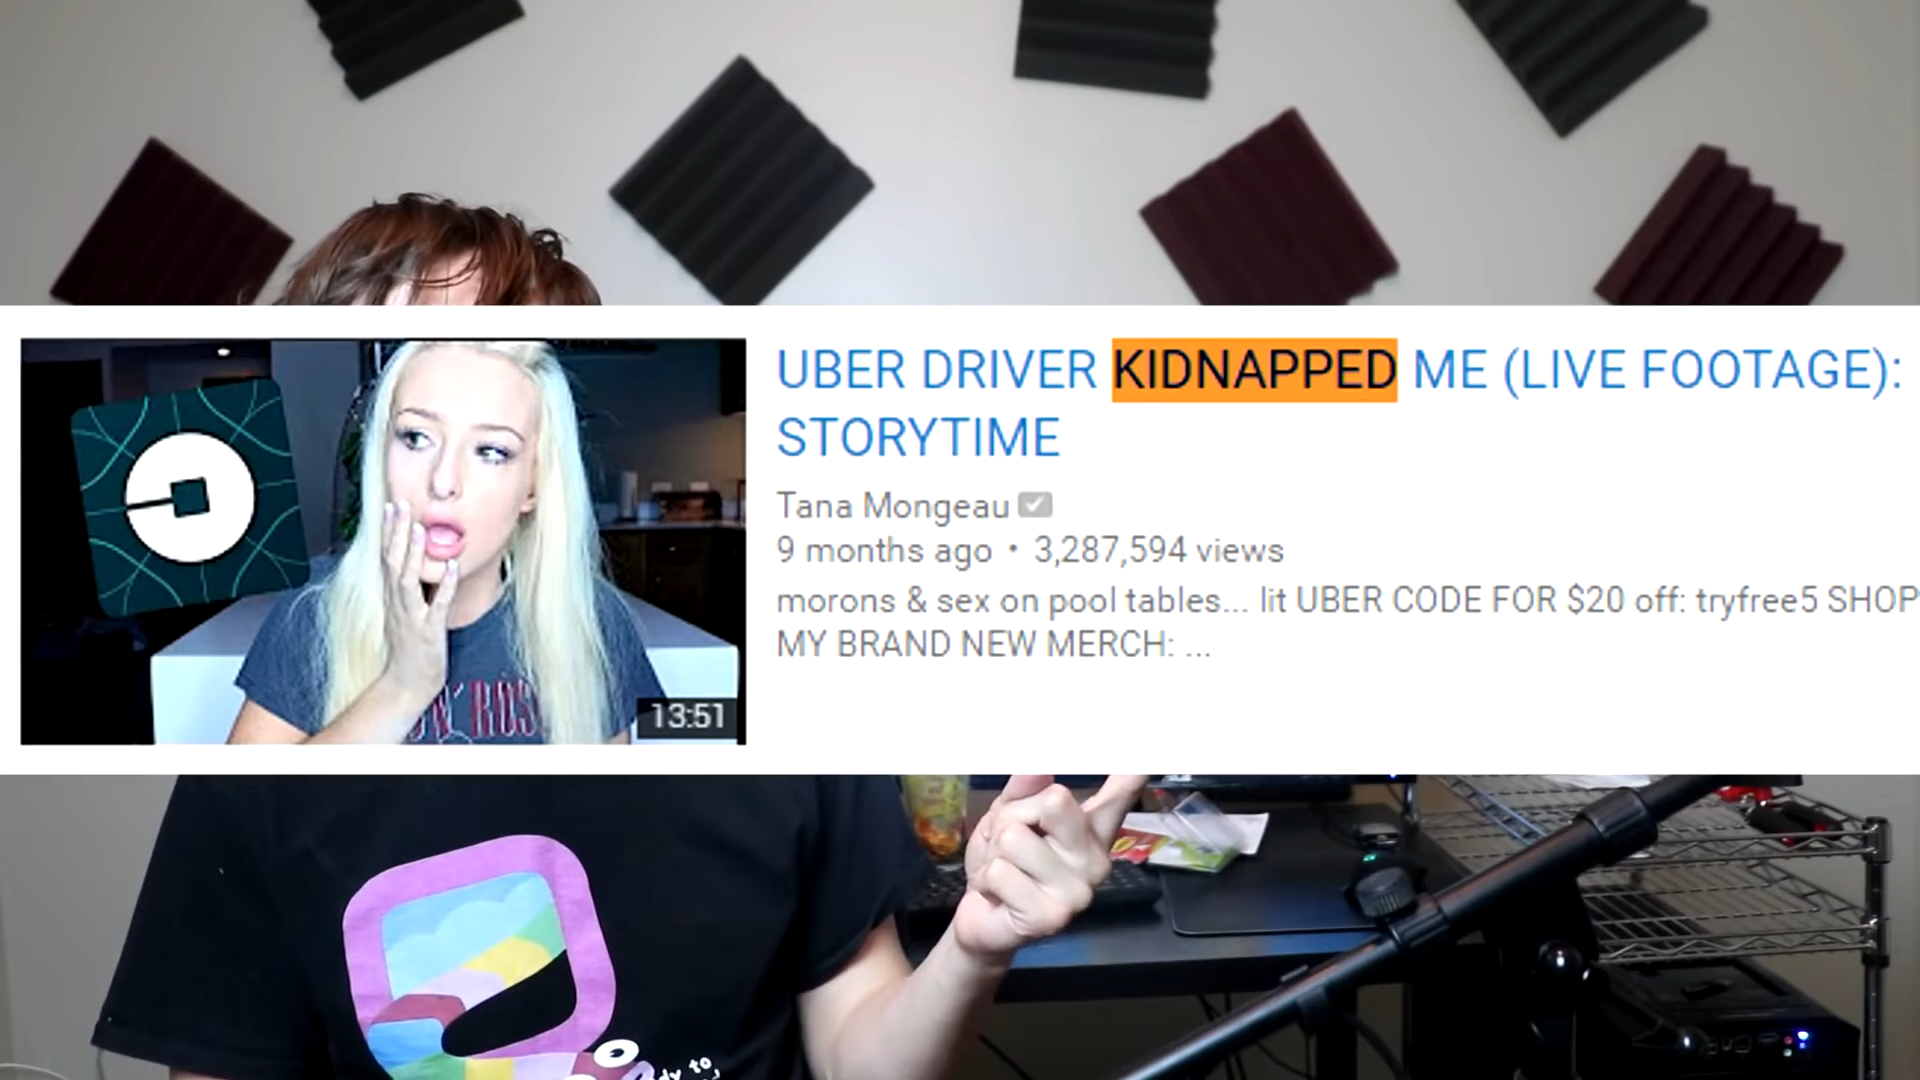 UBER DRIVER KIDNAPPED ME (LIVE FOOTAGE):
STORYTIME
Tana Mongeau
9 months ago • 3,287,594 views
morons & sex on pool tables... lit UBER CODE FOR $20 off: tryfree5 SHOP
MY BRAND NEW MERCH: ...
13:51